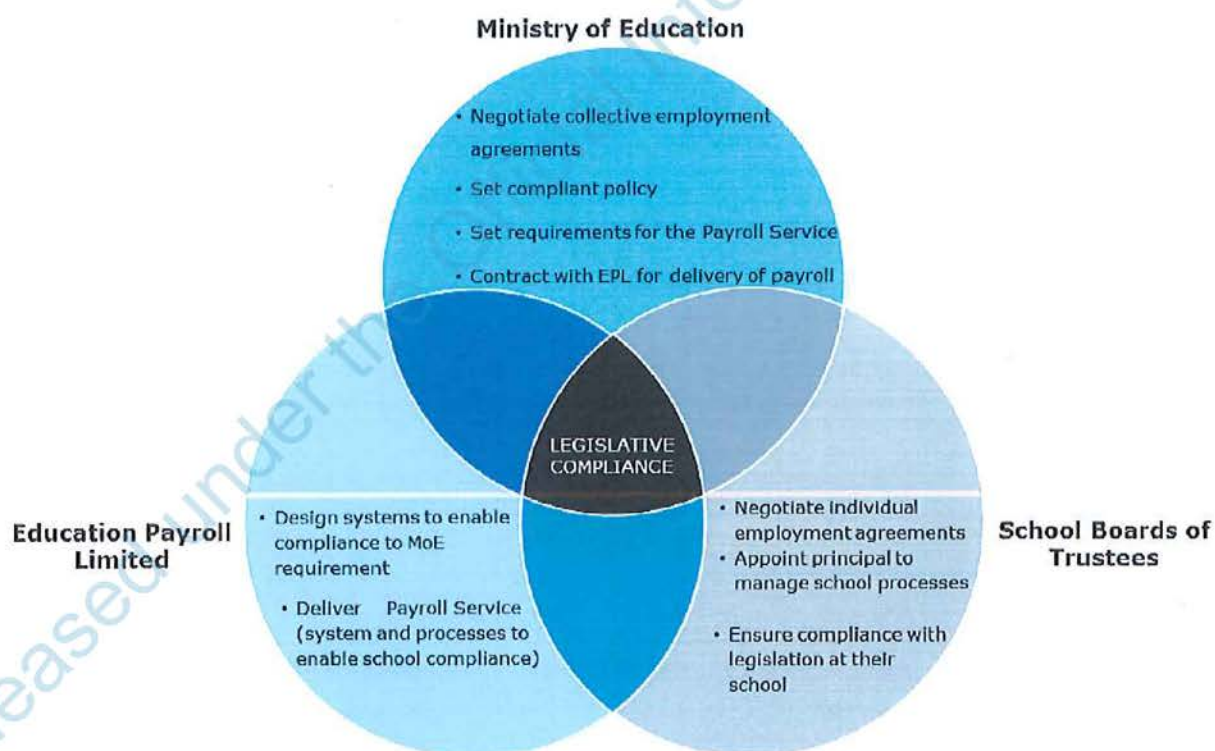 Ministry of Education
• Negotiate collective employment
agreements
• Set compliant policy
• Set requirements for the Payroll Service
• Contract with EPL for delivery of payroll
LEGISLATIVE
COMPLIANCE
Education Payroll
Limited
• Design systems to enable
compliance to MoE
requirement
• Deliver Payroll Service
(system and processes to
enable school compliance)
• Negotiate individual
employment agreements
• Appoint principal to
manage school processes
• Ensure compliance with
legislation at their
school
School Boards of
Trustees
eased under the